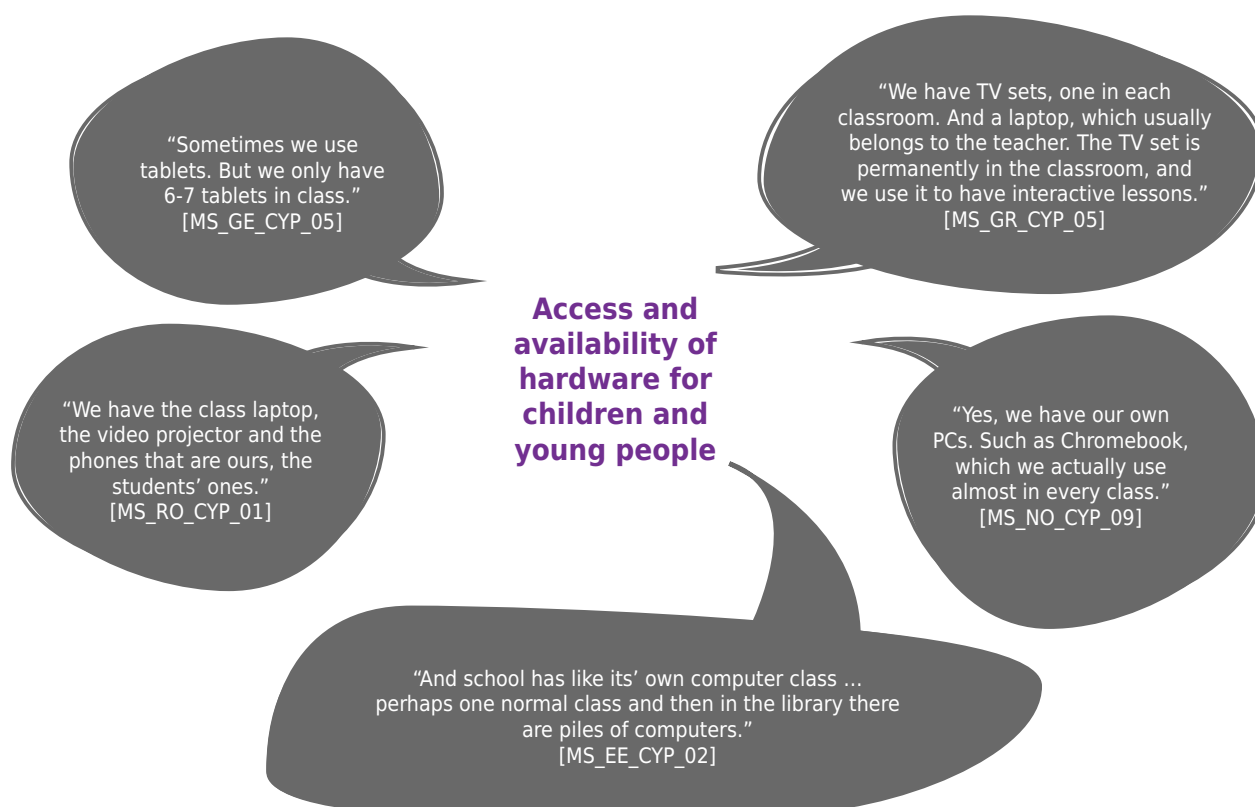 “Sometimes we use
tablets. But we only have
6-7 tablets in class.”
[MS_GE_CYP_05]
“We have TV sets, one in each
classroom. And a laptop, which usually
belongs to the teacher. The TV set is
permanently in the classroom, and
we use it to have interactive lessons.”
[MS_GR_CYP_05]
Access and
availability of
hardware for
children and
young people
“We have the class laptop,
the video projector and the
phones that are ours, the
students’ ones.”
[MS_RO_CYP_01]
“Yes, we have our own
PCs. Such as Chromebook,
which we actually use
almost in every class.”
[MS_NO_CYP_09]
“And school has like its’ own computer class …
perhaps one normal class and then in the library there
are piles of computers.”
[MS_EE_CYP_02]